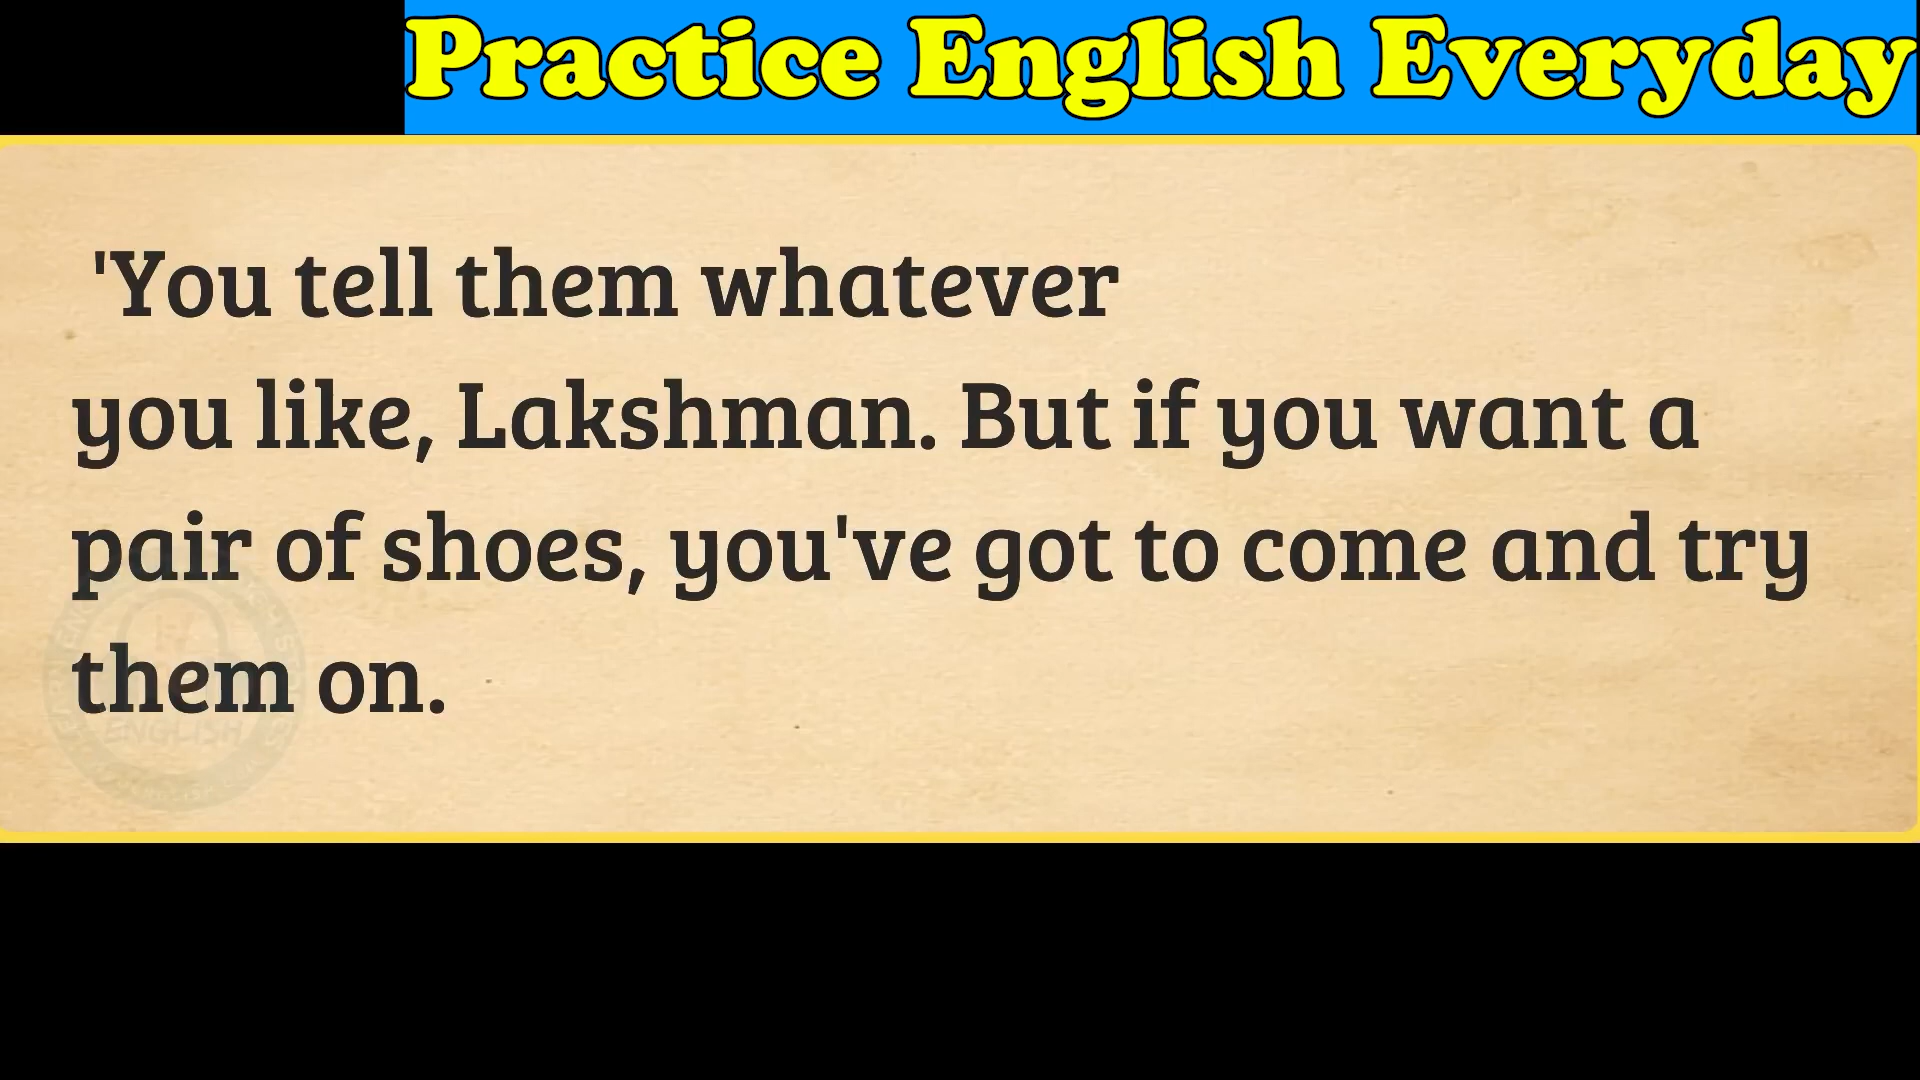 Practice English Everyday
'You tell them whatever
you like, Lakshman. But if you want a
pair of shoes, you've got to come and try
them on.
ENGLISH